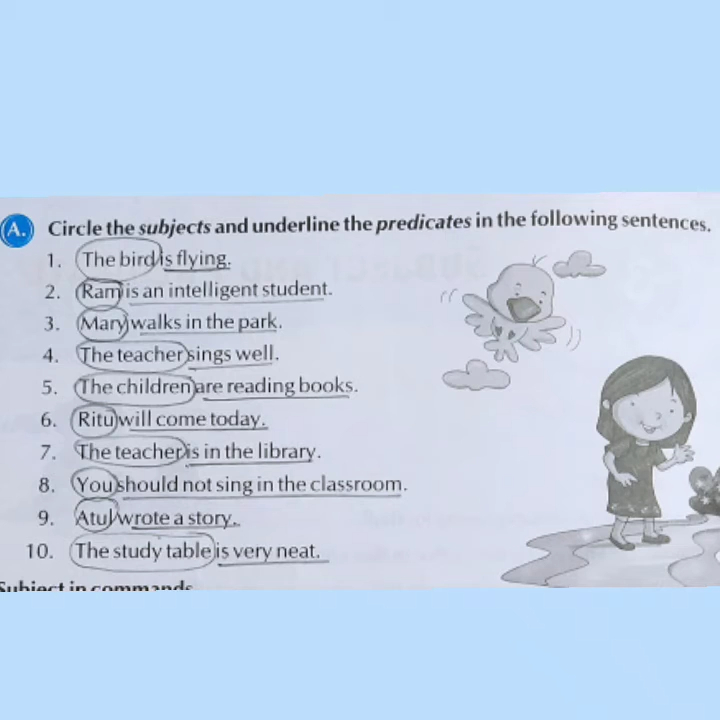 A. Circle the subjects and underline the predicates in the following sentences.
1. The bird is flying.
2. Ram is an intelligent student.
3. Mary walks in the park.
4. The teacher sings well.
5. The children are reading books.
6. Ritu will come today.
7. The teacher is in the library.
8. You should not sing in the classroom.
9. Atul wrote a story.
10. The study table is very neat.
Subject in commands